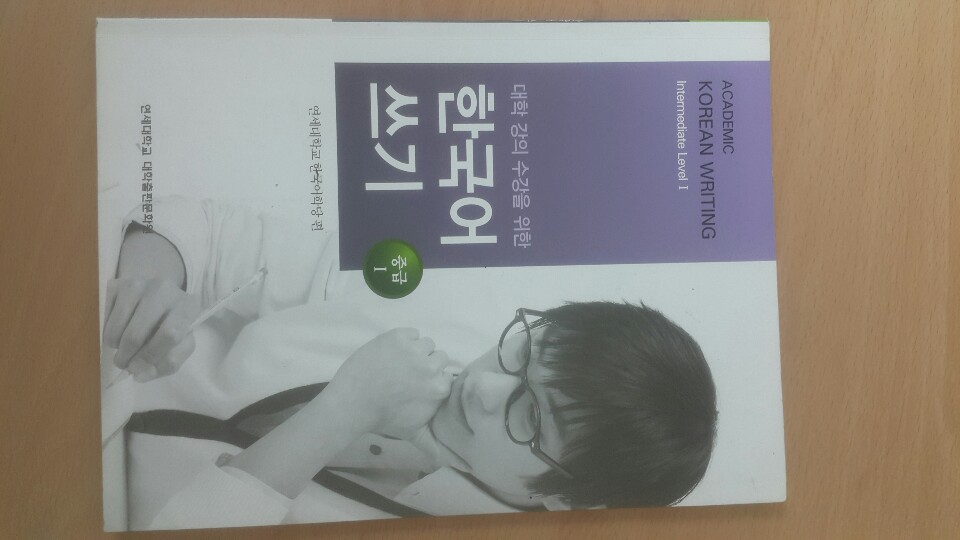 ACADEMIC
KOREAN WRITING
Intermediate Level I
대학 강의 수강을 위한
한국어
쓰기
중급
I
연세대학교 한국어학당 편
연세대학교 대학출판문화원